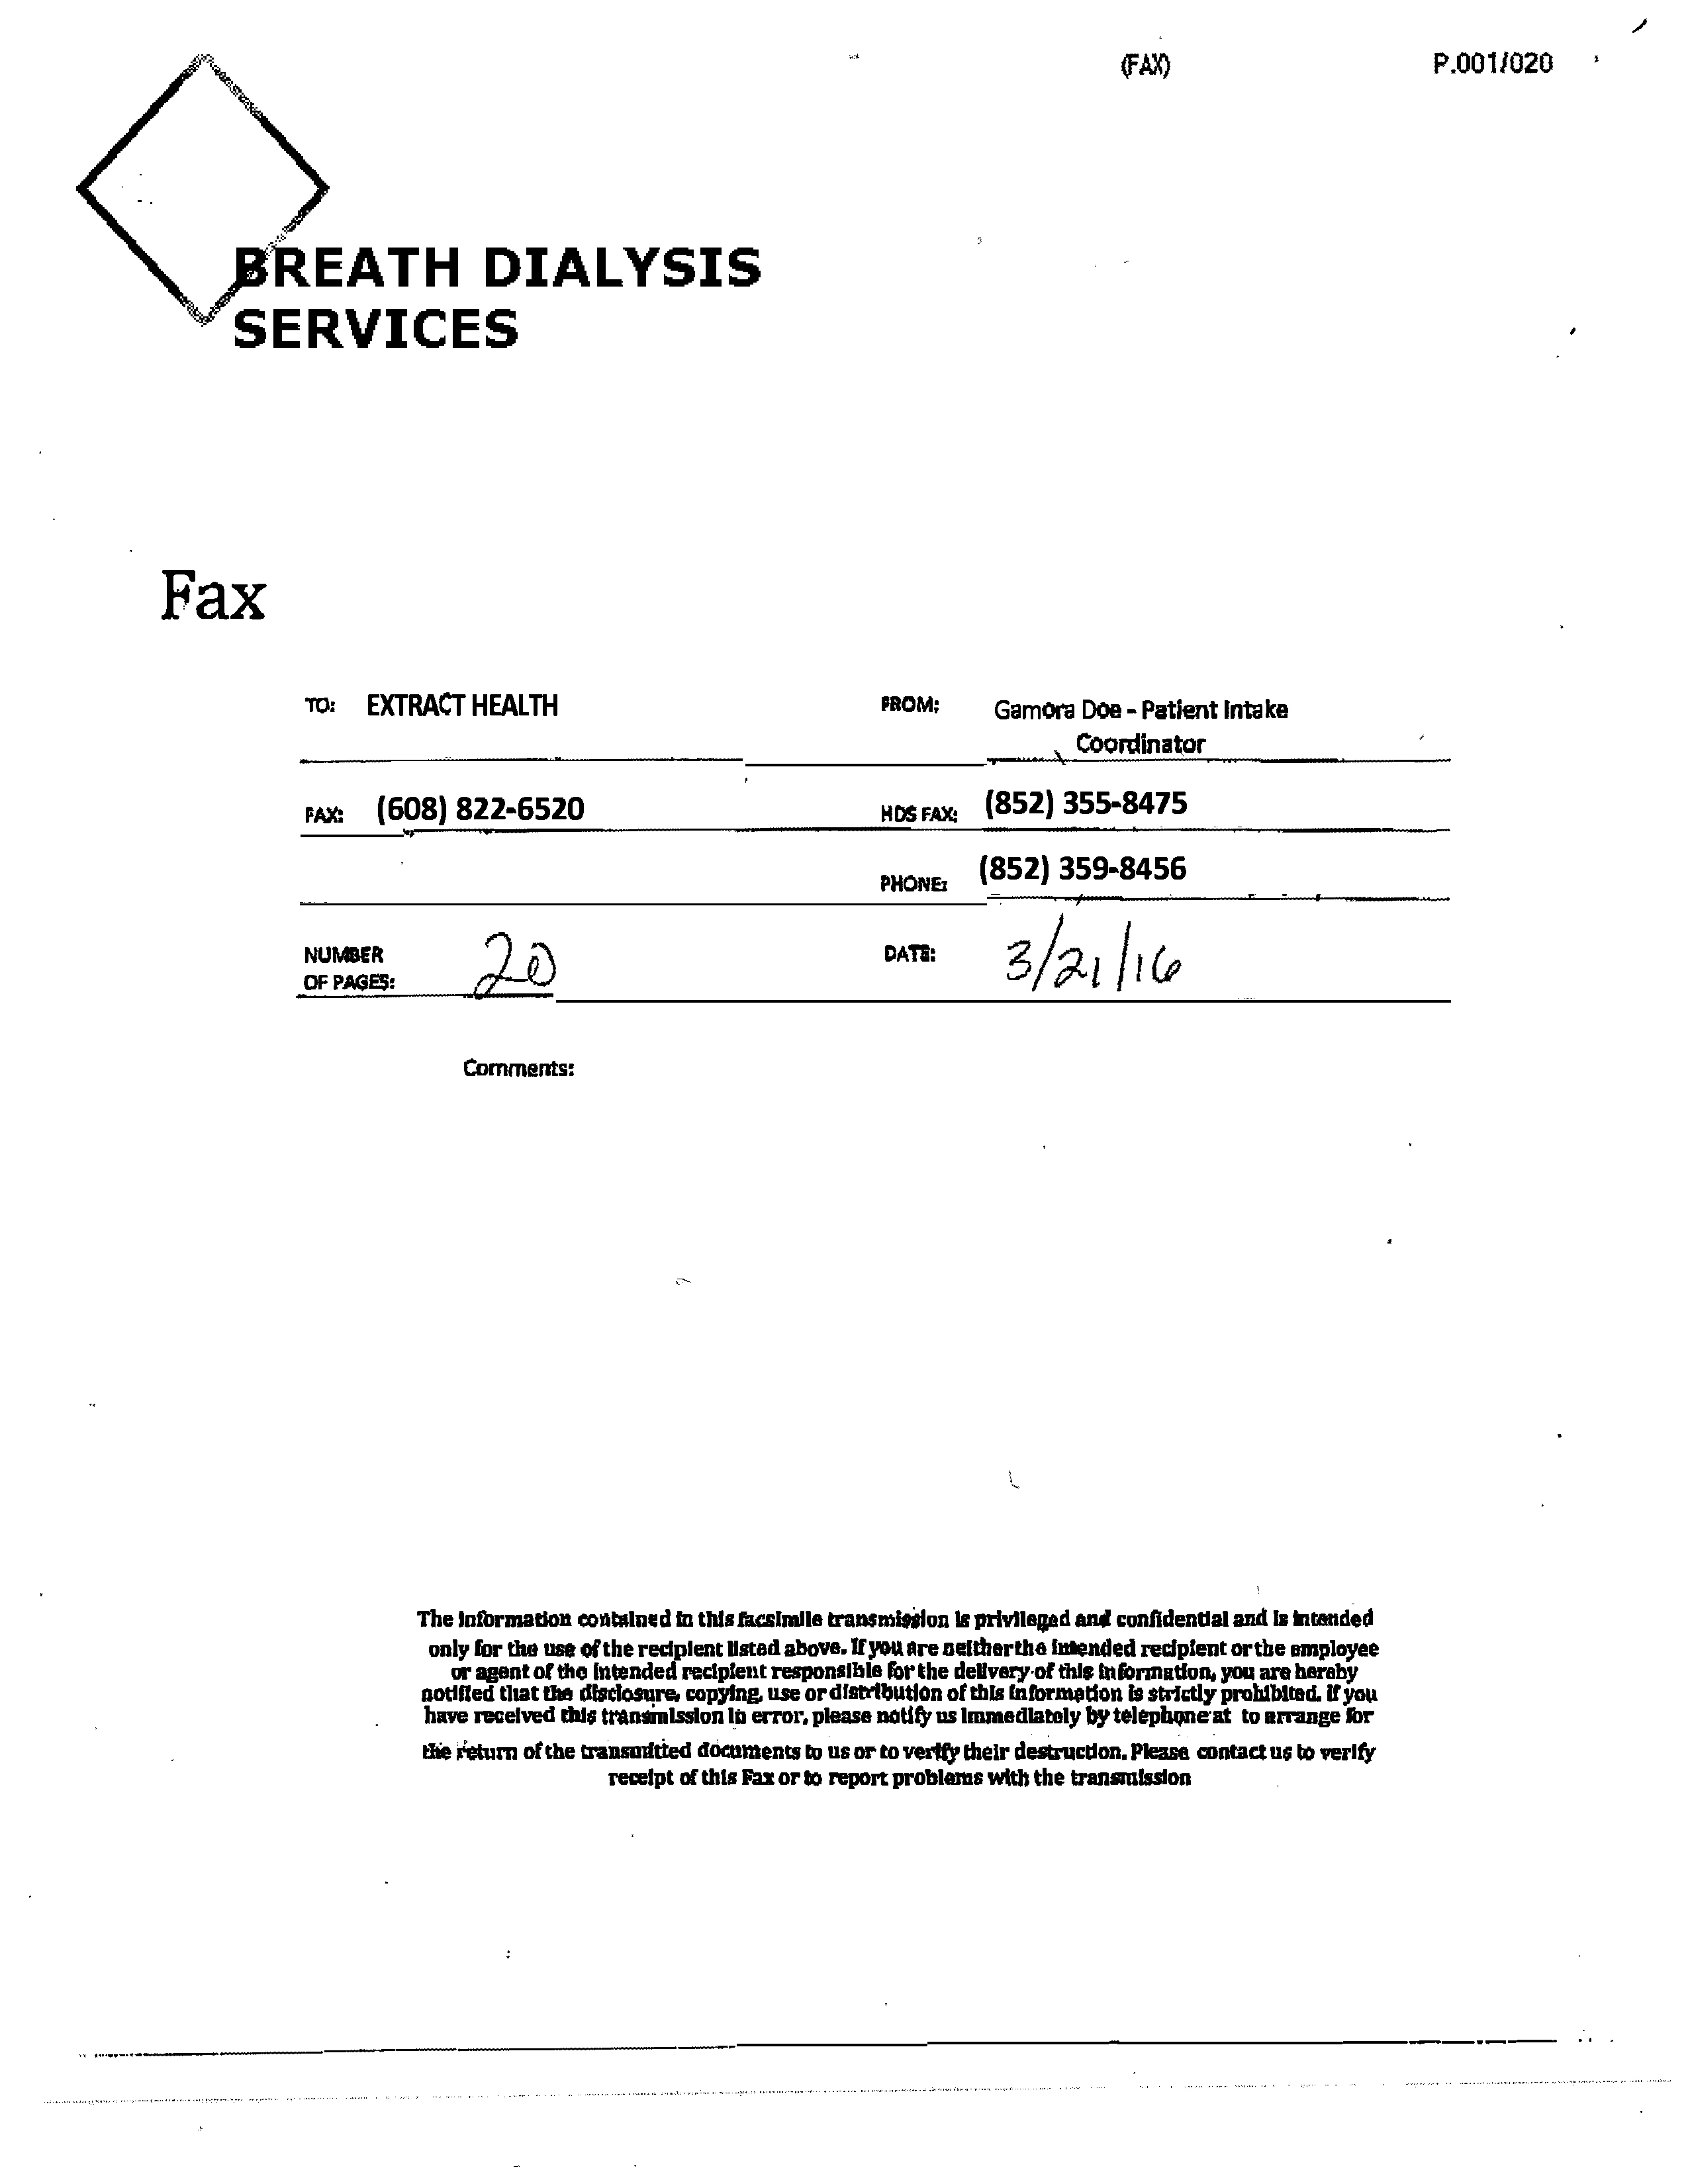 (FAX) P.001/020
BREATH DIALYSIS
SERVICES
Fax
TO: EXTRACT HEALTH FROM: Gamora Doe - Patient Intake
Coordinator
FAX: (608) 822-6520 HDS FAX: (852) 355-8475
PHONE: (852) 359-8456
NUMBER
OF PAGES: 20 DATE: 3/21/16
Comments:
The information contained in this facsimile transmission is privileged and confidential and is intended
only for the use of the recipient listed above. If you are neither the intended recipient or the employee
or agent of the intended recipient responsible for the delivery of this information, you are hereby
notified that the disclosure, copying, use or distribution of this information is strictly prohibited. If you
have received this transmission in error, please notify us immediately by telephone at to arrange for
the return of the transmitted documents to us or to verify their destruction. Please contact us to verify
receipt of this Fax or to report problems with the transmission